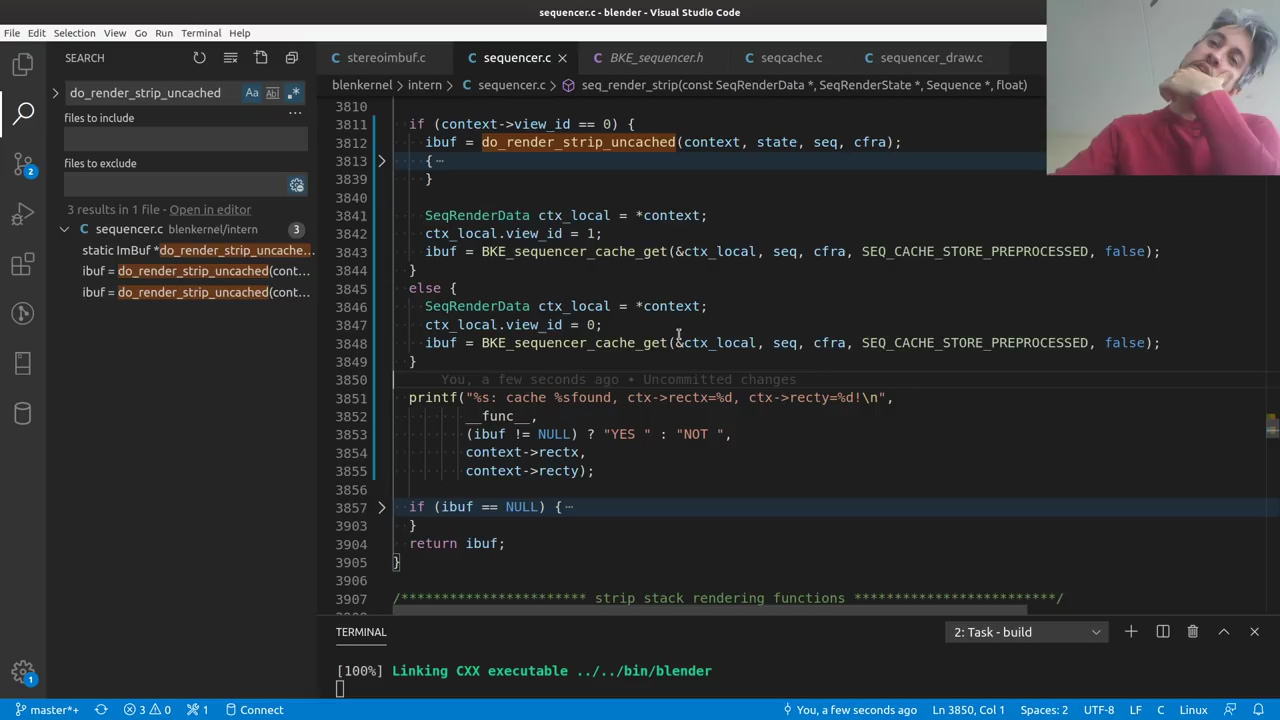 sequencer.c - blender - Visual Studio Code
File Edit Selection View Go Run Terminal Help
SEARCH
do_render_strip_uncached
Aa
ab
.*
files to include
files to exclude
3 results in 1 file - Open in editor
sequencer.c blenkernel/intern 3
static ImBuf *do_render_strip_uncache...
ibuf = do_render_strip_uncached(cont...
ibuf = do_render_strip_uncached(cont...
2
1
stereoimbuf.c sequencer.c BKE_sequencer.h seqcache.c sequencer_draw.c
blenkernel > intern > sequencer.c > seq_render_strip(const SeqRenderData *, SeqRenderState *, Sequence *, float)
3810
3811 if (context->view_id == 0) {
3812 ibuf = do_render_strip_uncached(context, state, seq, cfra);
3813 {···
3839 }
3840
3841 SeqRenderData ctx_local = *context;
3842 ctx_local.view_id = 1;
3843 ibuf = BKE_sequencer_cache_get(&ctx_local, seq, cfra, SEQ_CACHE_STORE_PREPROCESSED, false);
3844 }
3845 else {
3846 SeqRenderData ctx_local = *context;
3847 ctx_local.view_id = 0;
3848 ibuf = BKE_sequencer_cache_get(&ctx_local, seq, cfra, SEQ_CACHE_STORE_PREPROCESSED, false);
3849 }
3850 You, a few seconds ago • Uncommitted changes
3851 printf("%s: cache %sfound, ctx->rectx=%d, ctx->recty=%d!\n",
3852 __func__,
3853 (ibuf != NULL) ? "YES " : "NOT ",
3854 context->rectx,
3855 context->recty);
3856
3857 if (ibuf == NULL) {···
3903 }
3904 return ibuf;
3905 }
3906
3907 /*********************** strip stack rendering functions *************************/
TERMINAL
2: Task - build
[100%] Linking CXX executable ../../bin/blender
master*+ 3 0 1 Connect You, a few seconds ago Ln 3850, Col 1 Spaces: 2 UTF-8 LF C Linux